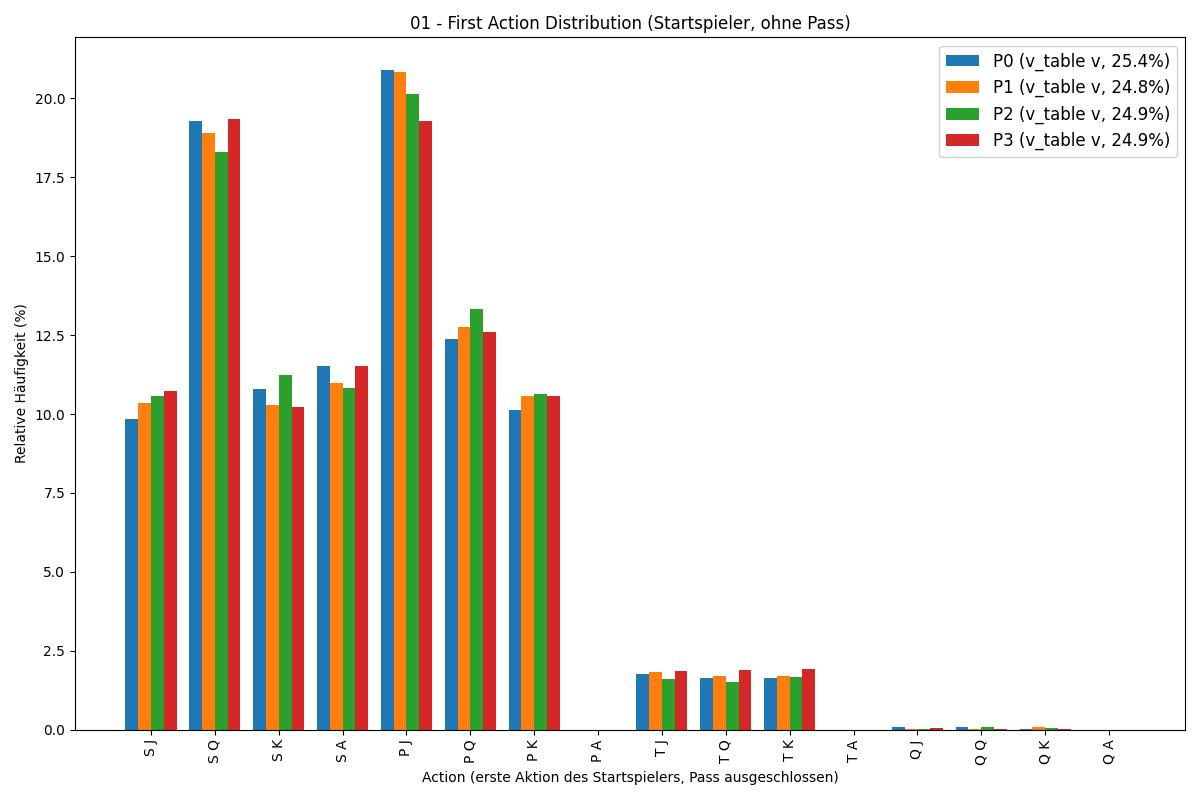 01 - First Action Distribution (Startspieler, ohne Pass)
P0 (v_table v, 25.4%)
P1 (v_table v, 24.8%)
P2 (v_table v, 24.9%)
P3 (v_table v, 24.9%)
Relative Häufigkeit (%)
20.0
17.5
15.0
12.5
10.0
7.5
5.0
2.5
0.0
S J
S Q
S K
S A
P J
P Q
P K
P A
T J
T Q
T K
T A
Q J
Q Q
Q K
Q A
Action (erste Aktion des Startspielers, Pass ausgeschlossen)